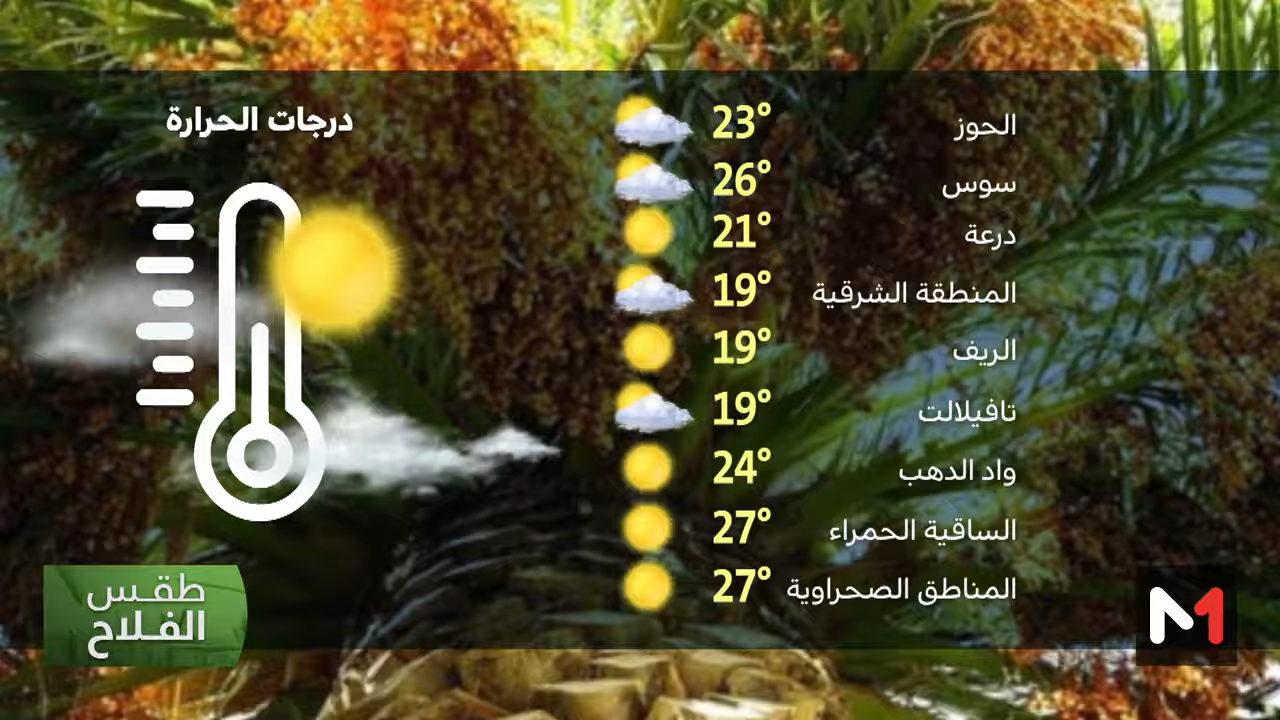 درجات الحرارة
الحوز 23°
سوس 26°
درعة 21°
المنطقة الشرقية 19°
الريف 19°
تافيلالت 19°
واد الدهب 24°
الساقية الحمراء 27°
المناطق الصحراوية 27°
طقس
الفلاح
M1